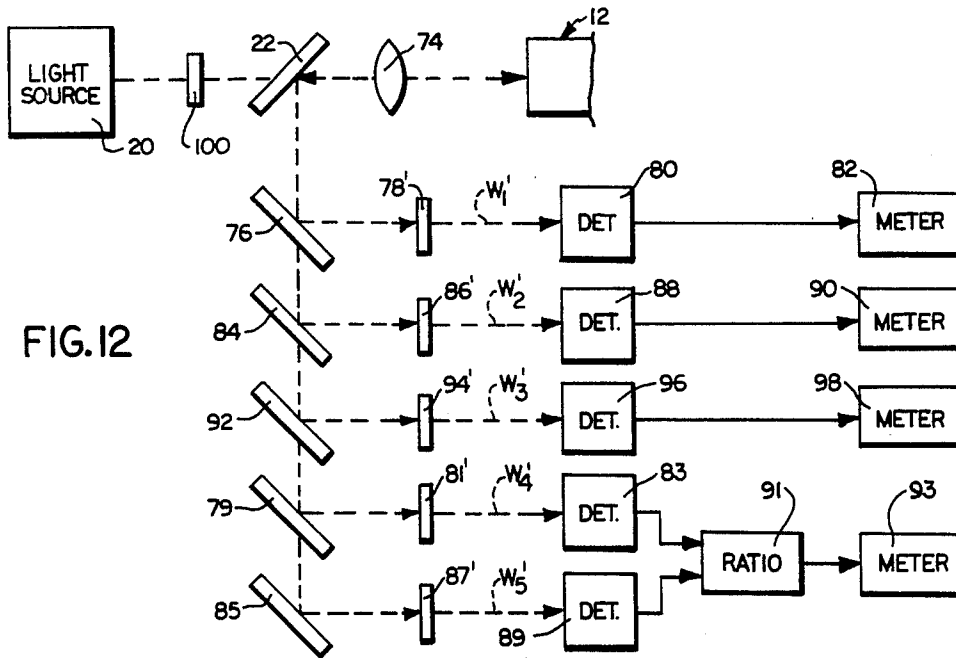 12
22
74
LIGHT
SOURCE
20
100
76
78'
W1'
80
DET
82
METER
84
86'
W2'
88
DET.
90
METER
FIG.12
92
94'
W3'
96
DET.
98
METER
79
81'
W4'
83
DET.
91
RATIO
93
METER
85
87'
W5'
89
DET.